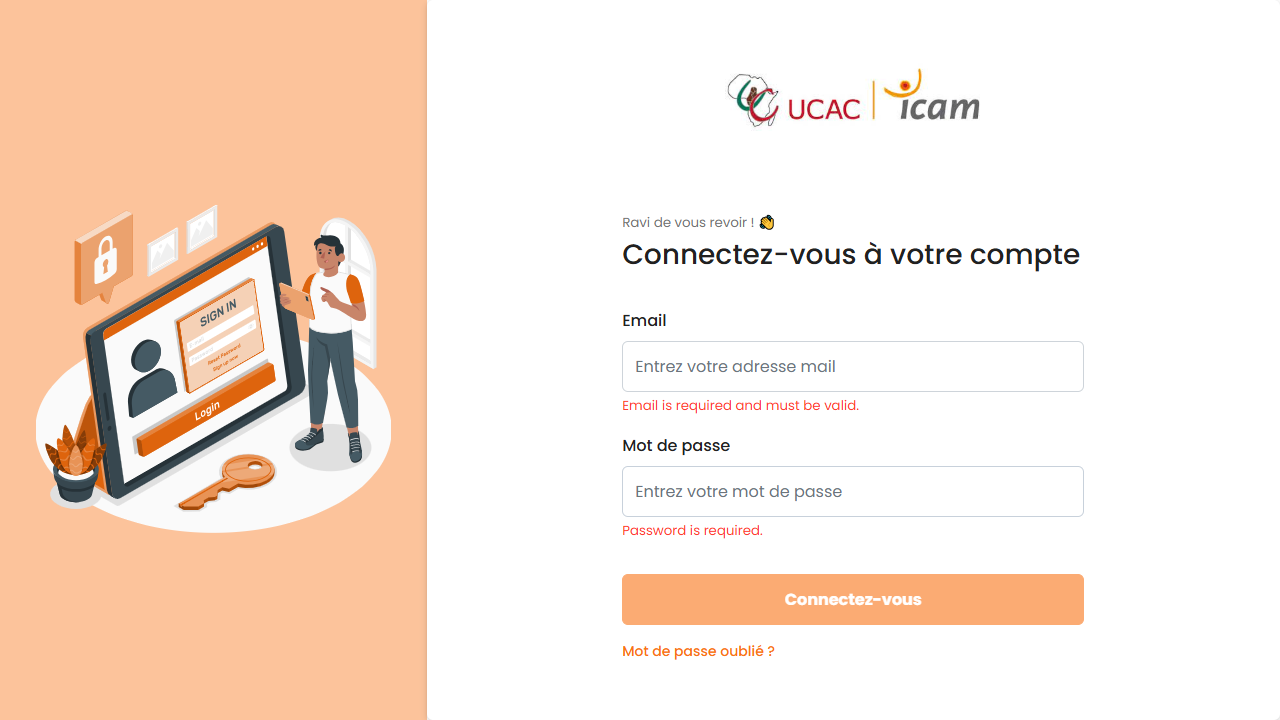 UCAC | icam
Ravi de vous revoir ! 👏
Connectez-vous à votre compte
Email
Entrez votre adresse mail
Email is required and must be valid.
Mot de passe
Entrez votre mot de passe
Password is required.
Connectez-vous
Mot de passe oublié ?
SIGN IN
Reset Password
Sign up now
Login